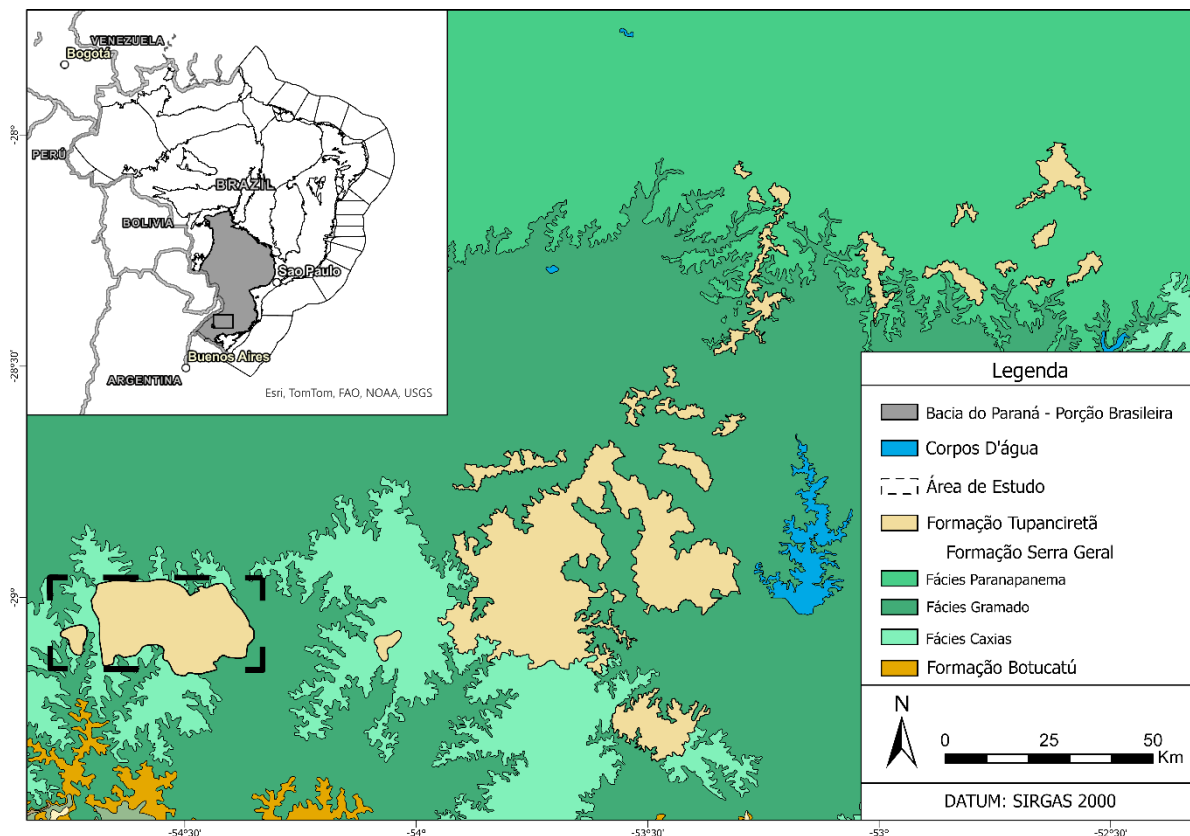 VENEZUELA
Bogotá
PERÚ
BRAZIL
BOLIVIA
Sao Paulo
Buenos Aires
ARGENTINA
Esri, TomTom, FAO, NOAA, USGS
-28°
-28°30'
-29°
Legenda
Bacia do Paraná - Porção Brasileira
Corpos D'água
Área de Estudo
Formação Tupanciretã
Formação Serra Geral
Fácies Paranapanema
Fácies Gramado
Fácies Caxias
Formação Botucatú
N
0 25 50
Km
DATUM: SIRGAS 2000
-54°30' -54° -53°30' -53° -52°30'